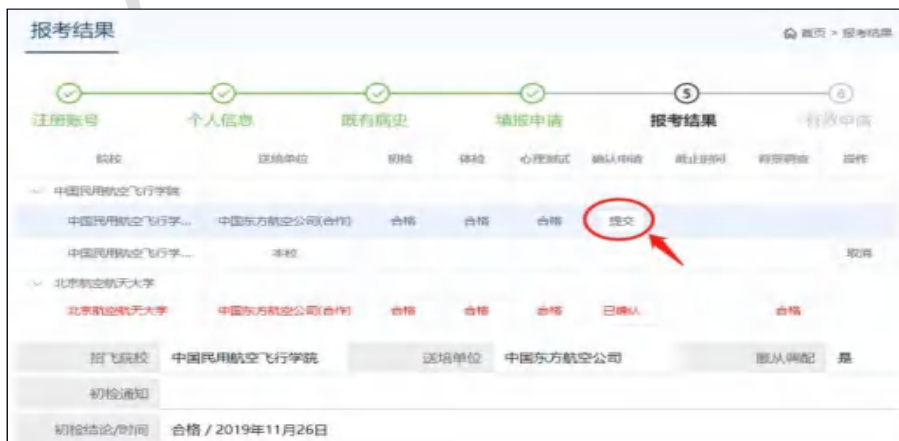 报考结果
首页 > 报考结果
5 6
注册账号 个人信息 既有病史 填报申请 报考结果 行政申请
院校 送培单位 初检 体检 心理测试 确认申请 截止时间 背景调查 操作
中国民用航空飞行学院
中国民用航空飞行学... 中国东方航空公司(合作) 合格 合格 合格 提交
中国民用航空飞行学... 本校 取消
北京航空航天大学
北京航空航天大学 中国东方航空公司(合作) 合格 合格 合格 已确认 合格
招飞院校 中国民用航空飞行学院 送培单位 中国东方航空公司 服从调配 是
初检通知
初检结论/时间 合格 / 2019年11月26日